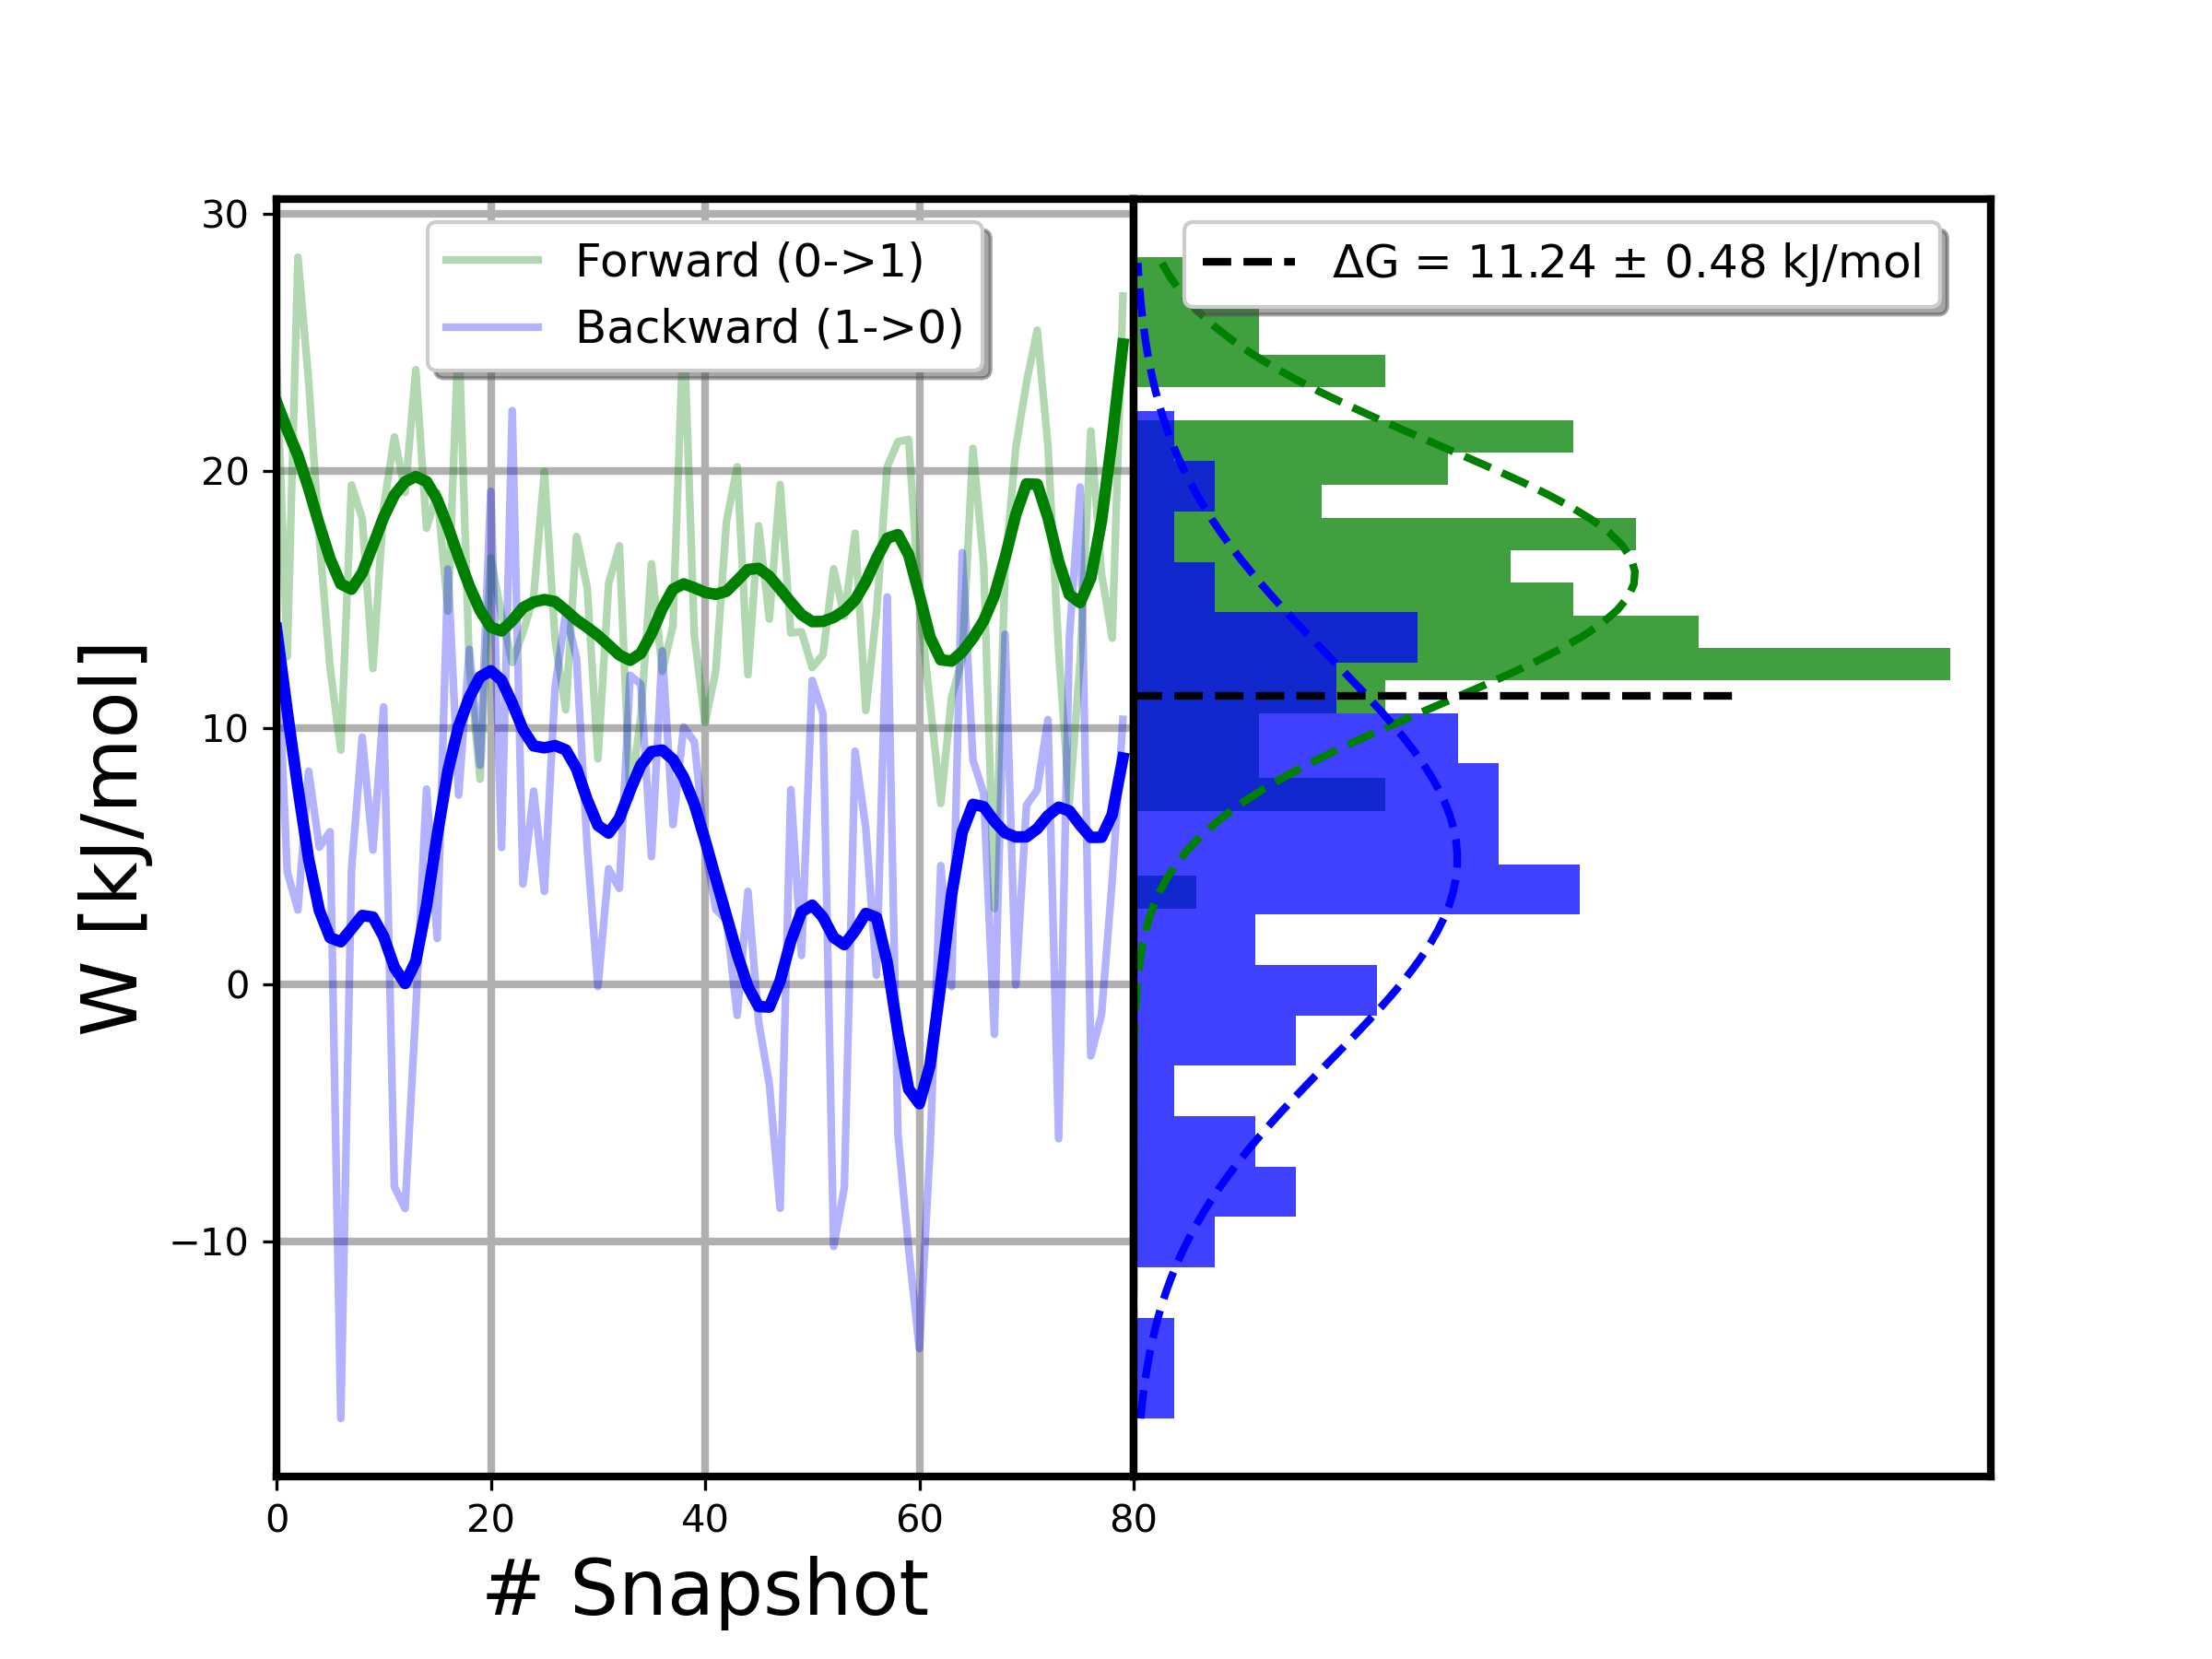 30
20
10
0
−10
W [kJ/mol]
0
20
40
60
80
# Snapshot
Forward (0->1)
Backward (1->0)
ΔG = 11.24 ± 0.48 kJ/mol